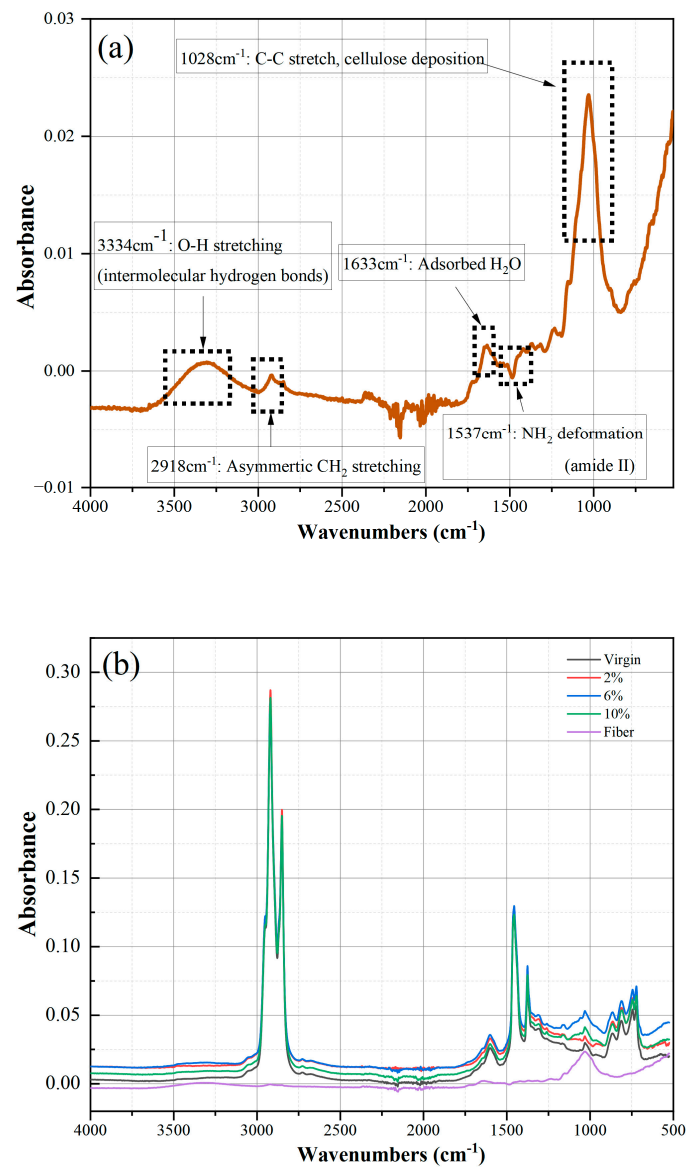 (a)
1028cm⁻¹: C-C stretch, cellulose deposition
3334cm⁻¹: O-H stretching
(intermolecular hydrogen bonds)
1633cm⁻¹: Adsorbed H₂O
2918cm⁻¹: Asymmertic CH₂ stretching
1537cm⁻¹: NH₂ deformation
(amide II)
0.03
0.02
0.01
0.00
−0.01
Absorbance
4000 3500 3000 2500 2000 1500 1000
Wavenumbers (cm⁻¹)
(b)
Virgin
2%
6%
10%
Fiber
0.30
0.25
0.20
0.15
0.10
0.05
0.00
Absorbance
4000 3500 3000 2500 2000 1500 1000 500
Wavenumbers (cm⁻¹)